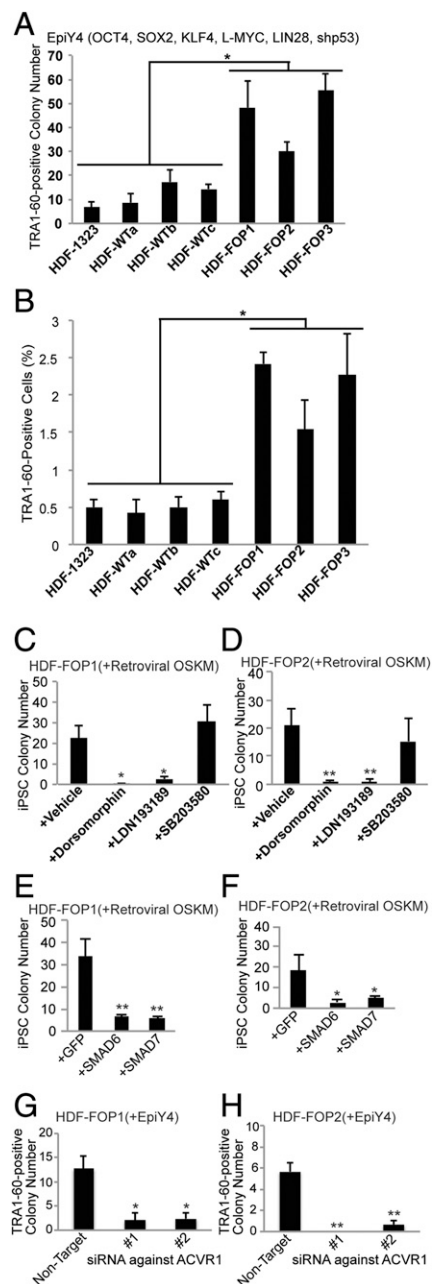 A
EpiY4 (OCT4, SOX2, KLF4, L-MYC, LIN28, shp53)
TRA1-60-positive Colony Number
70
60
50
40
30
20
10
0
*
HDF-1323
HDF-WTa
HDF-WTb
HDF-WTc
HDF-FOP1
HDF-FOP2
HDF-FOP3
B
TRA1-60-Positive Cells (%)
3
2.5
2
1.5
1
0.5
0
*
HDF-1323
HDF-WTa
HDF-WTb
HDF-WTc
HDF-FOP1
HDF-FOP2
HDF-FOP3
C
HDF-FOP1(+Retroviral OSKM)
iPSC Colony Number
40
30
20
10
0
*
*
+Vehicle
+Dorsomorphin
+LDN193189
+SB203580
D
HDF-FOP2(+Retroviral OSKM)
iPSC Colony Number
40
30
20
10
0
**
**
+Vehicle
+Dorsomorphin
+LDN193189
+SB203580
E
HDF-FOP1(+Retroviral OSKM)
iPSC Colony Number
50
40
30
20
10
0
**
**
+GFP
+SMAD6
+SMAD7
F
HDF-FOP2(+Retroviral OSKM)
iPSC Colony Number
40
30
20
10
0
*
*
+GFP
+SMAD6
+SMAD7
G
HDF-FOP1(+EpiY4)
TRA1-60-positive
Colony Number
20
15
10
5
0
*
*
Non-Target
#1
#2
siRNA against ACVR1
H
HDF-FOP2(+EpiY4)
TRA1-60-positive
Colony Number
8
6
4
2
0
**
**
Non-Target
#1
#2
siRNA against ACVR1